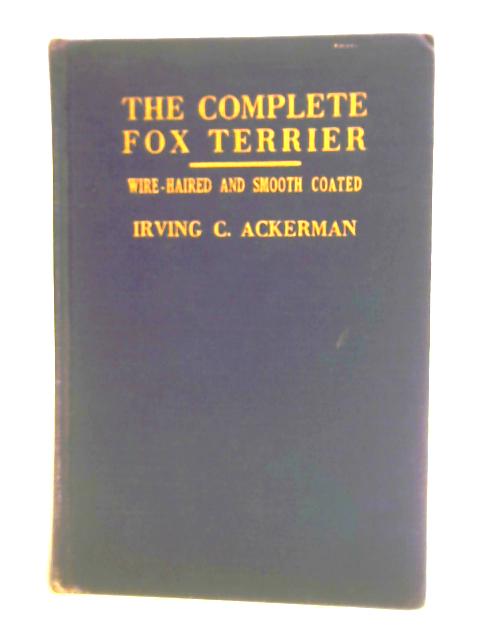 THE COMPLETE
FOX TERRIER
WIRE-HAIRED AND SMOOTH COATED
IRVING C. ACKERMAN